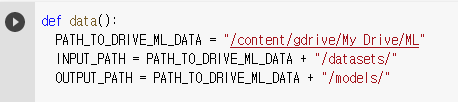 def data():
  PATH_TO_DRIVE_ML_DATA = "/content/gdrive/My Drive/ML"
  INPUT_PATH = PATH_TO_DRIVE_ML_DATA + "/datasets/"
  OUTPUT_PATH = PATH_TO_DRIVE_ML_DATA + "/models/"